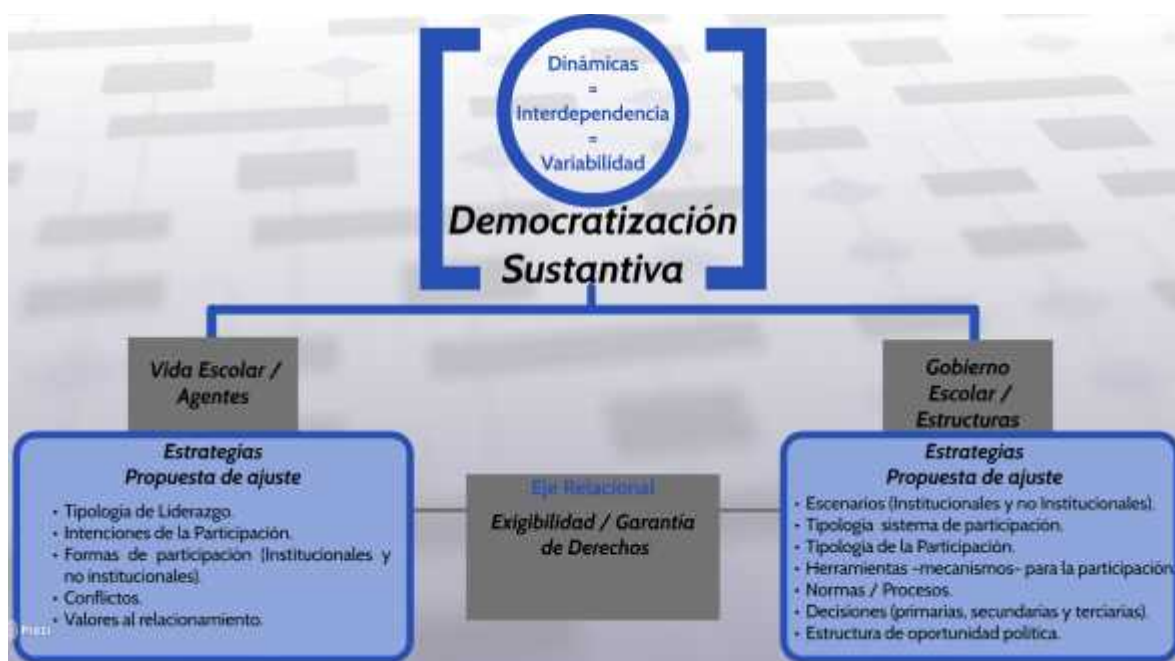 Dinámicas
=
Interdependencia
=
Variabilidad
Democratización
Sustantiva
Vida Escolar /
Agentes
Estrategias
Propuesta de ajuste
• Tipología de Liderazgo.
• Intenciones de la Participación.
• Formas de participación (Institucionales y
no institucionales).
• Conflictos.
• Valores al relacionamiento.
Eje Relacional
Exigibilidad / Garantía
de Derechos
Gobierno
Escolar /
Estructuras
Estrategias
Propuesta de ajuste
• Escenarios (Institucionales y no Institucionales).
• Tipología sistema de participación.
• Tipología de la Participación.
• Herramientas -mecanismos- para la participación
• Normas / Procesos.
• Decisiones (primarias, secundarias y terciarias).
• Estructura de oportunidad política.
Prezi